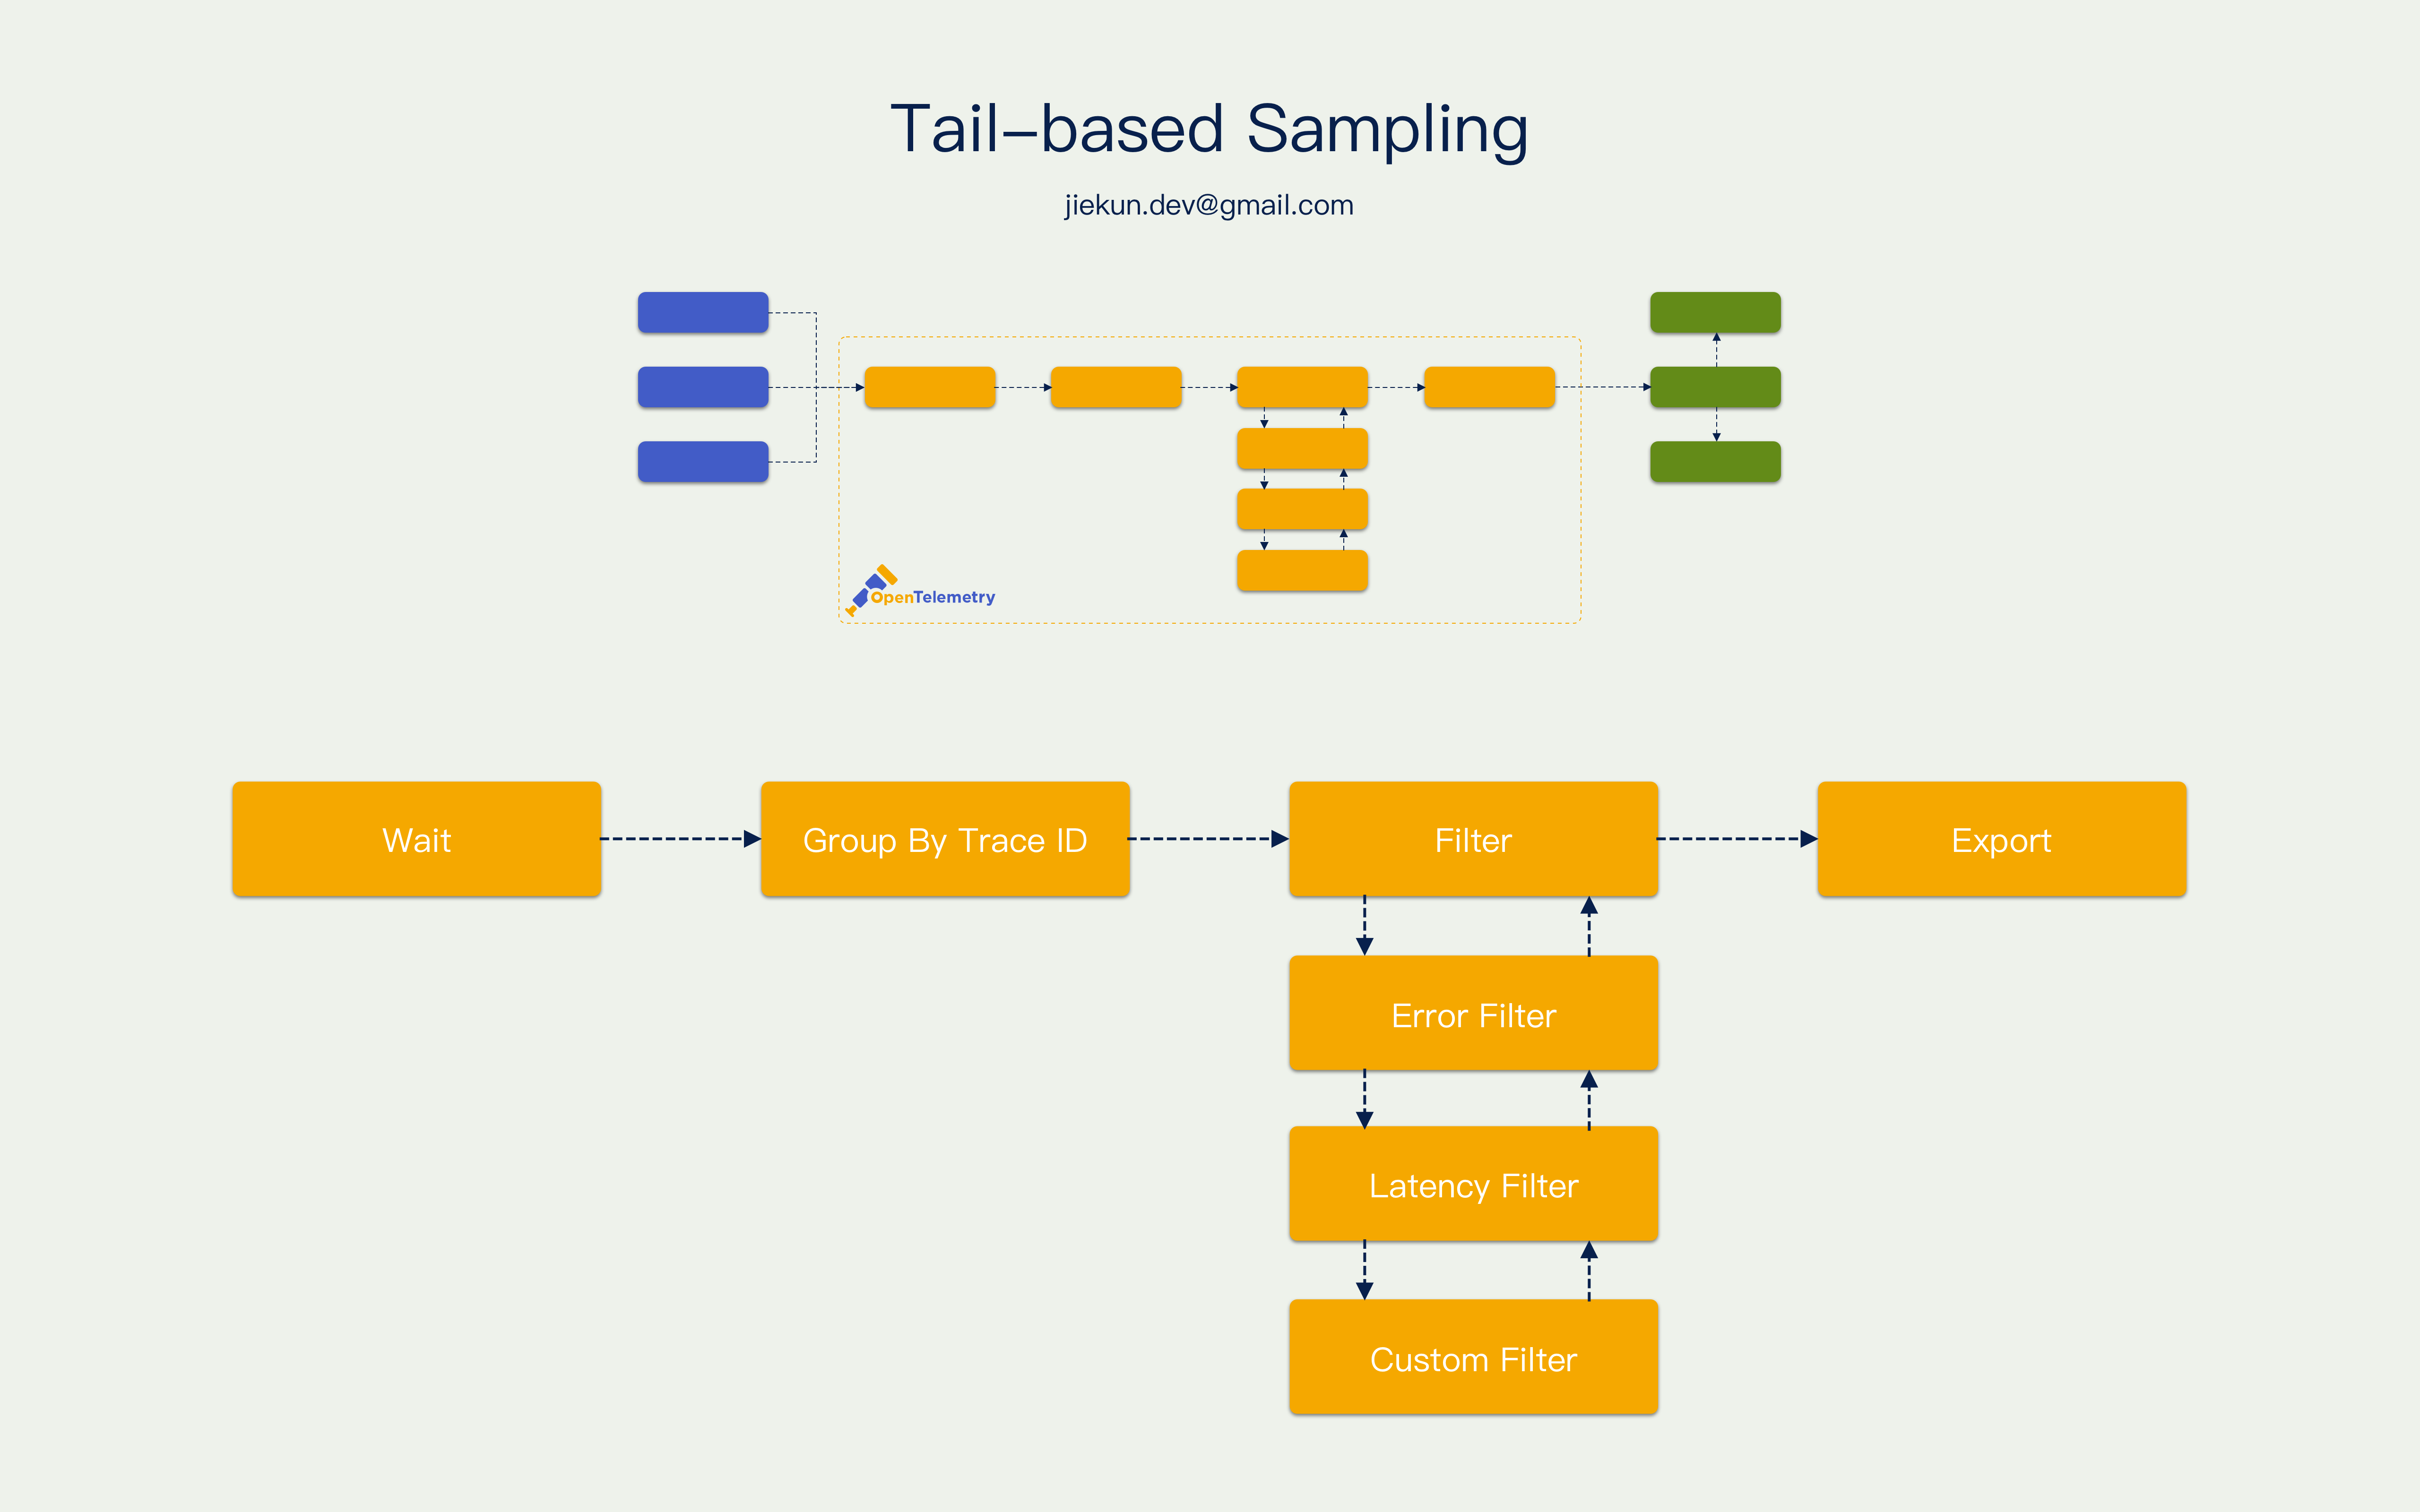 Tail-based Sampling
jiekun.dev@gmail.com
OpenTelemetry
Wait
Group By Trace ID
Filter
Export
Error Filter
Latency Filter
Custom Filter